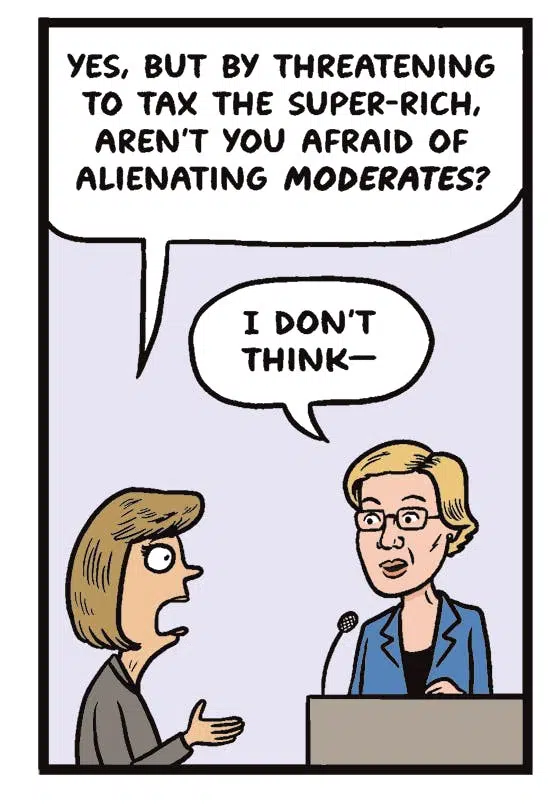 YES, BUT BY THREATENING
TO TAX THE SUPER-RICH,
AREN'T YOU AFRAID OF
ALIENATING MODERATES?
I DON'T
THINK—